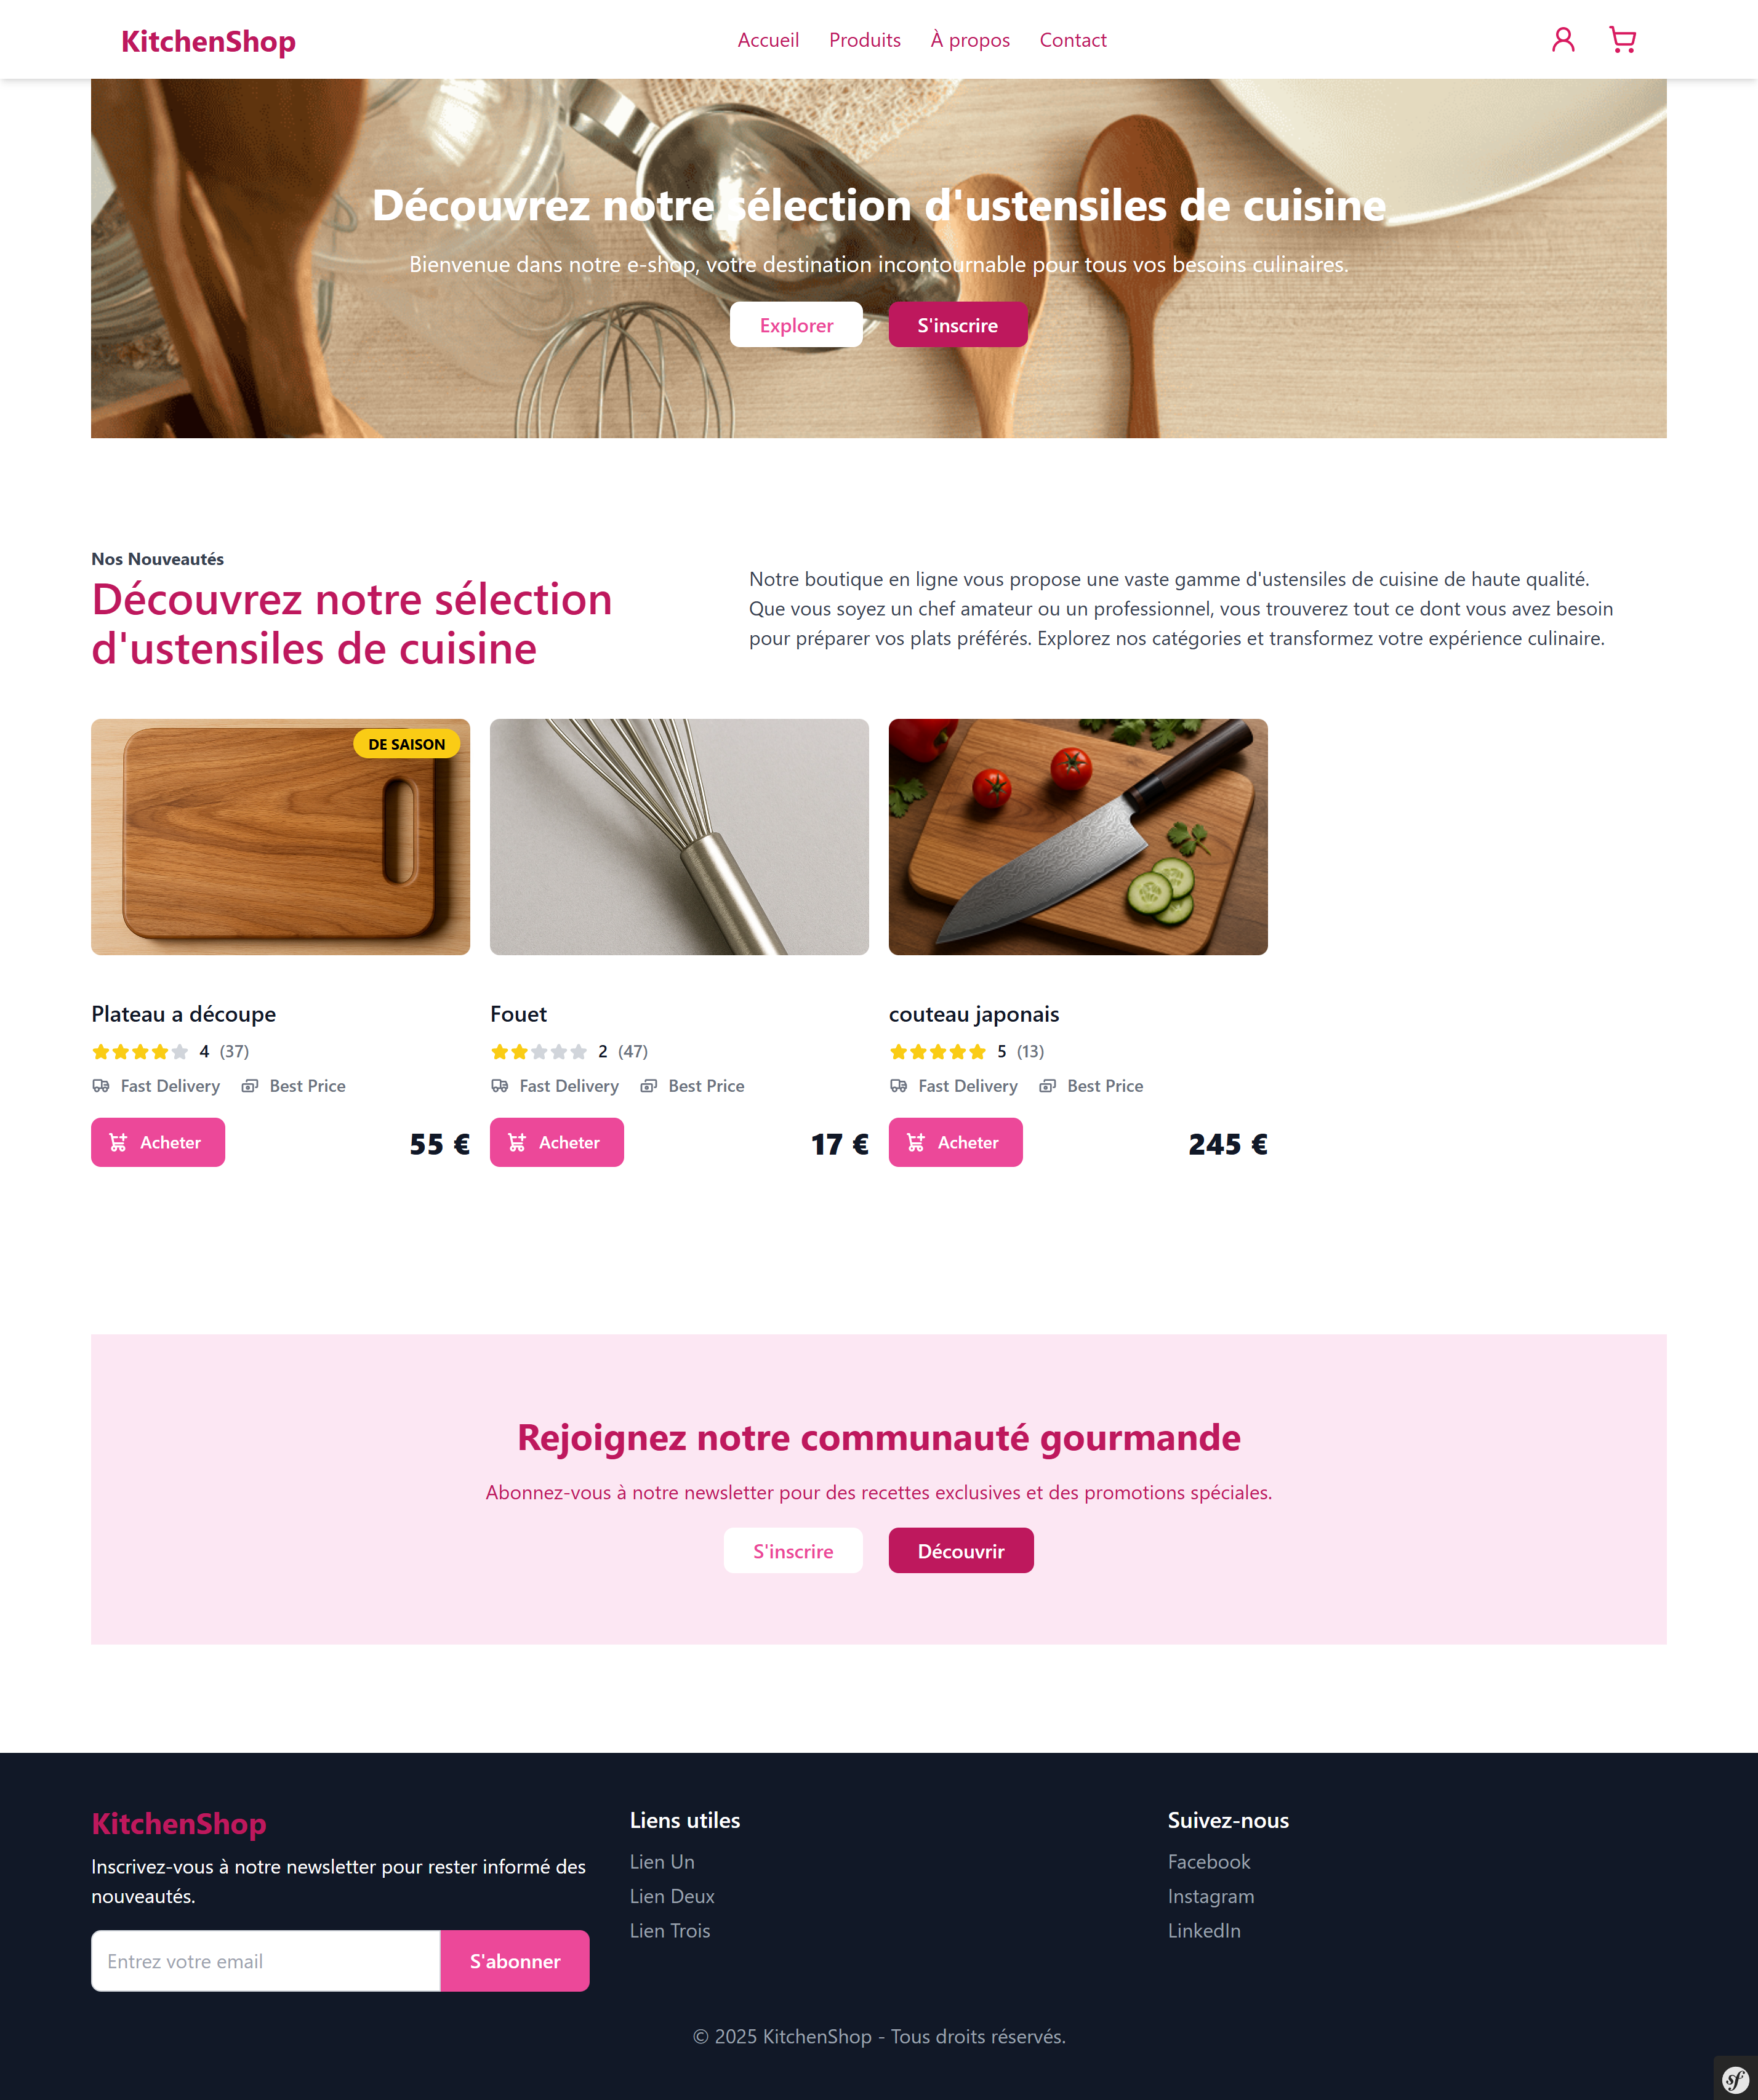 KitchenShop
Accueil Produits À propos Contact
Découvrez notre sélection d'ustensiles de cuisine
Bienvenue dans notre e-shop, votre destination incontournable pour tous vos besoins culinaires.
Explorer S'inscrire
Nos Nouveautés
Découvrez notre sélection
d'ustensiles de cuisine
Notre boutique en ligne vous propose une vaste gamme d'ustensiles de cuisine de haute qualité.
Que vous soyez un chef amateur ou un professionnel, vous trouverez tout ce dont vous avez besoin
pour préparer vos plats préférés. Explorez nos catégories et transformez votre expérience culinaire.
DE SAISON
Plateau a découpe
4 (37)
Fast Delivery Best Price
Acheter 55 €
Fouet
2 (47)
Fast Delivery Best Price
Acheter 17 €
couteau japonais
5 (13)
Fast Delivery Best Price
Acheter 245 €
Rejoignez notre communauté gourmande
Abonnez-vous à notre newsletter pour des recettes exclusives et des promotions spéciales.
S'inscrire Découvrir
KitchenShop
Inscrivez-vous à notre newsletter pour rester informé des
nouveautés.
Entrez votre email S'abonner
Liens utiles
Lien Un
Lien Deux
Lien Trois
Suivez-nous
Facebook
Instagram
LinkedIn
© 2025 KitchenShop - Tous droits réservés.
sf